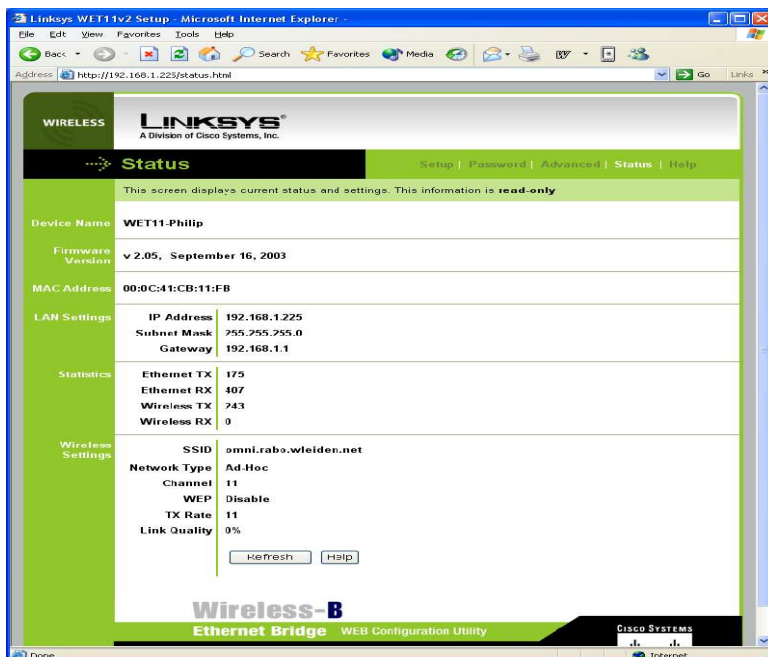 Linksys WET11v2 Setup - Microsoft Internet Explorer -
File Edit View Favorites Tools Help
Back Search Favorites Media
Address http://192.168.1.225/status.html Go Links »
WIRELESS LINKSYS®
A Division of Cisco Systems, Inc.
Status Setup | Password | Advanced | Status | Help
This screen displays current status and settings. This information is read-only
Device Name WET11-Philip
Firmware Version v 2.05, September 16, 2003
MAC Address 00:0C:41:CB:11:FB
LAN Settings IP Address 192.168.1.225
Subnet Mask 255.255.255.0
Gateway 192.168.1.1
Statistics Ethernet TX 175
Ethernet RX 407
Wireless TX 243
Wireless RX 0
Wireless Settings SSID omni.rabo.wleiden.net
Network Type Ad-Hoc
Channel 11
WEP Disable
TX Rate 11
Link Quality 0%
Refresh Help
Wireless-B
Ethernet Bridge WEB Configuration Utility CISCO SYSTEMS
Done Internet